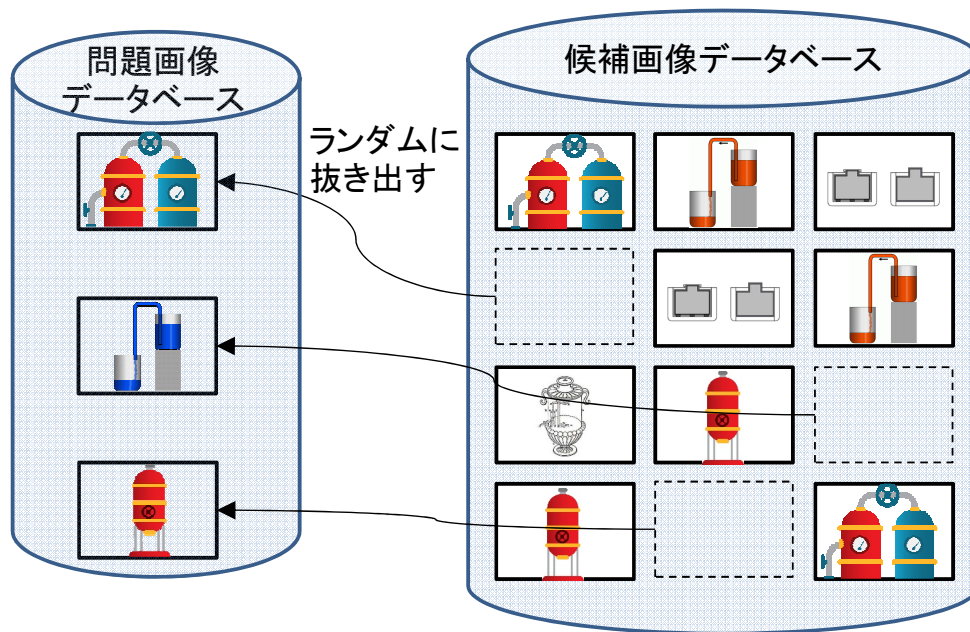 問題画像
データベース
候補画像データベース
ランダムに
抜き出す